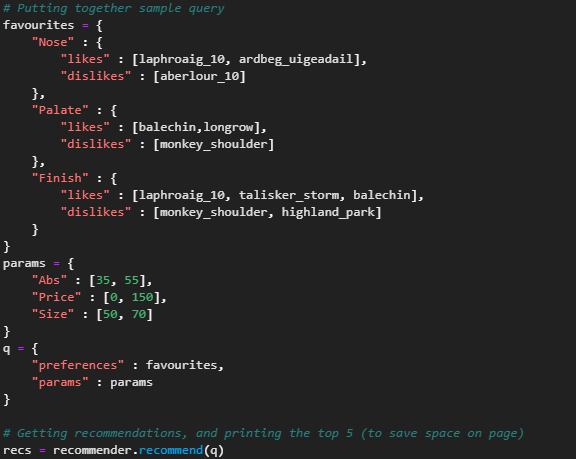 # Putting together sample query
favourites = {
    "Nose" : {
        "likes" : [laphroaig_10, ardbeg_uigeadail],
        "dislikes" : [aberlour_10]
    },
    "Palate" : {
        "likes" : [balechin,longrow],
        "dislikes" : [monkey_shoulder]
    },
    "Finish" : {
        "likes" : [laphroaig_10, talisker_storm, balechin],
        "dislikes" : [monkey_shoulder, highland_park]
    }
}
params = {
    "Abs" : [35, 55],
    "Price" : [0, 150],
    "Size" : [50, 70]
}
q = {
    "preferences" : favourites,
    "params" : params
}

# Getting recommendations, and printing the top 5 (to save space on page)
recs = recommender.recommend(q)